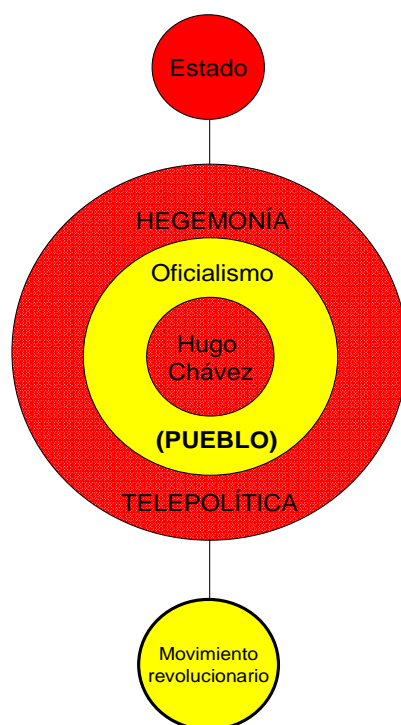 Estado
HEGEMONÍA
Oficialismo
Hugo
Chávez
(PUEBLO)
TELEPOLÍTICA
Movimiento
revolucionario